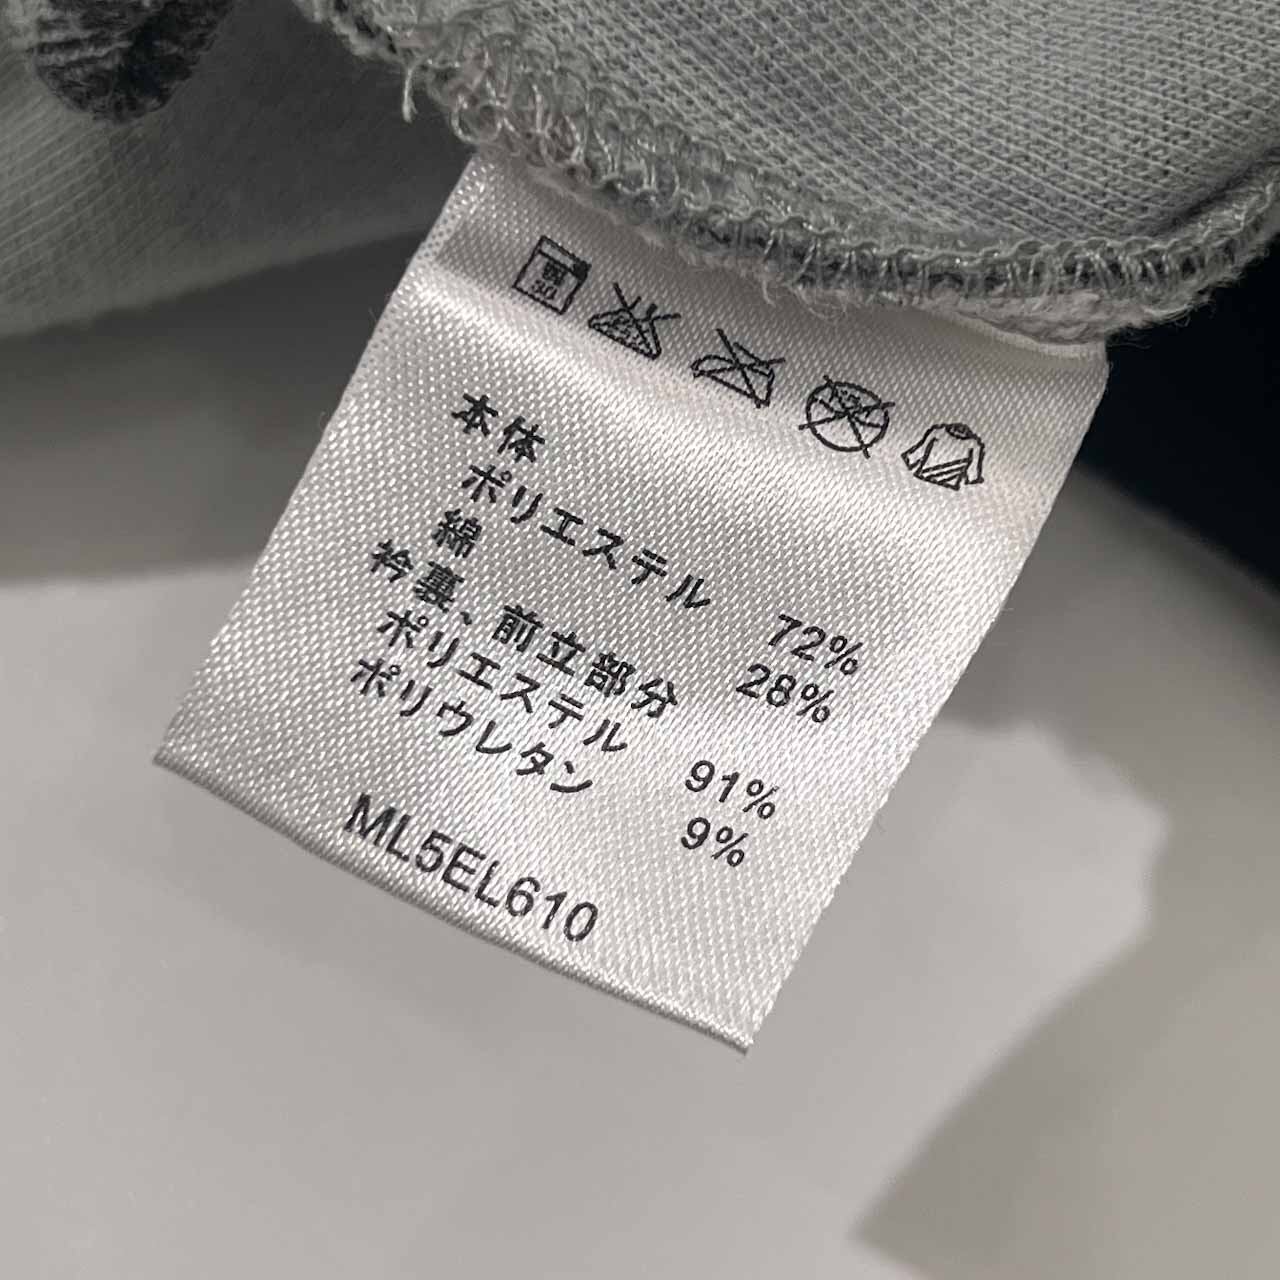 本体
ポリエステル 72%
綿 28%
衿裏、前立部分
ポリエステル 91%
ポリウレタン 9%
ML5EL610